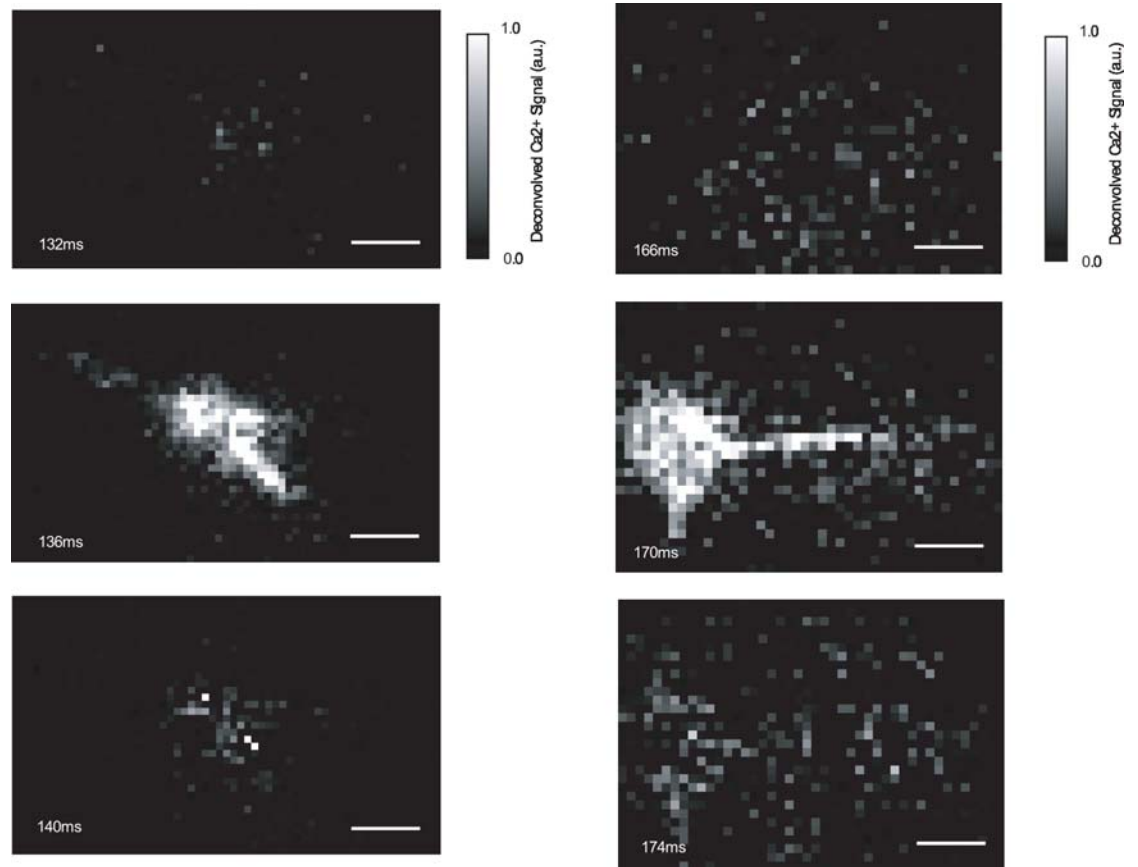 1.0
Deconvolved Ca2+ Signal (a.u.)
0.0
132ms
1.0
Deconvolved Ca2+ Signal (a.u.)
0.0
166ms
136ms
170ms
140ms
174ms